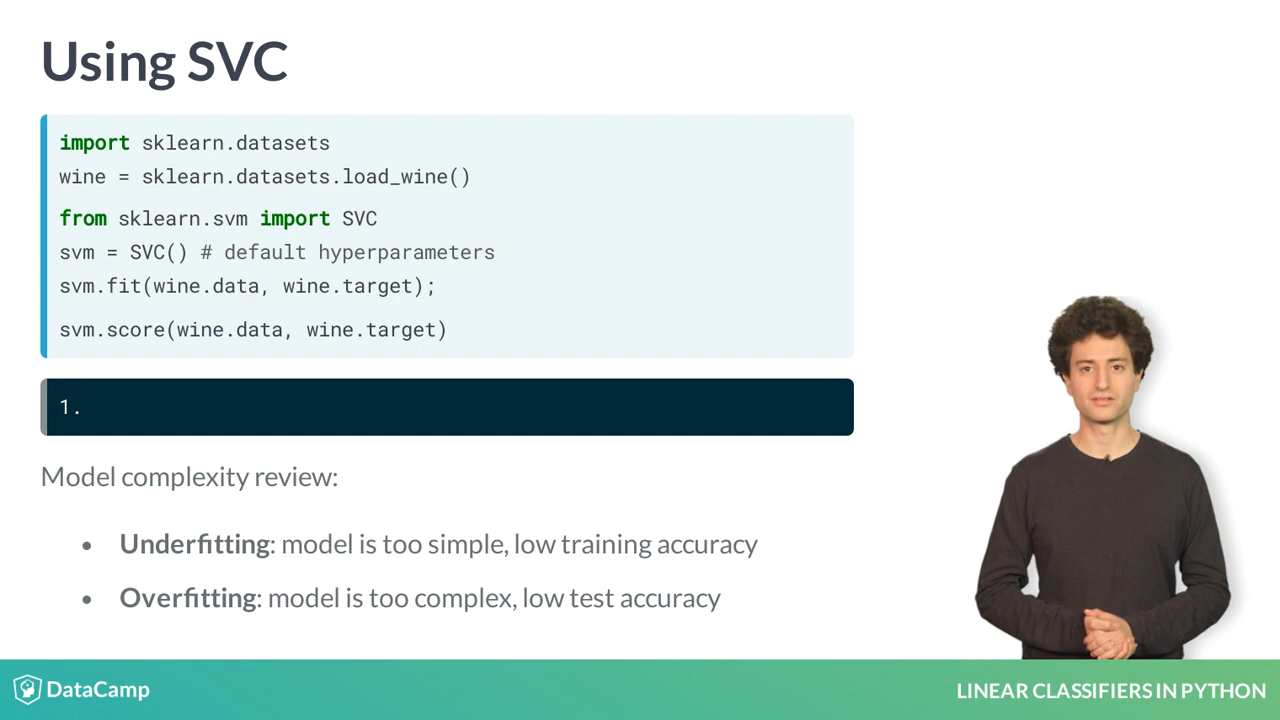 Using SVC
import sklearn.datasets
wine = sklearn.datasets.load_wine()
from sklearn.svm import SVC
svm = SVC() # default hyperparameters
svm.fit(wine.data, wine.target);
svm.score(wine.data, wine.target)
1.
Model complexity review:
• Underfitting: model is too simple, low training accuracy
• Overfitting: model is too complex, low test accuracy
DataCamp
LINEAR CLASSIFIERS IN PYTHON